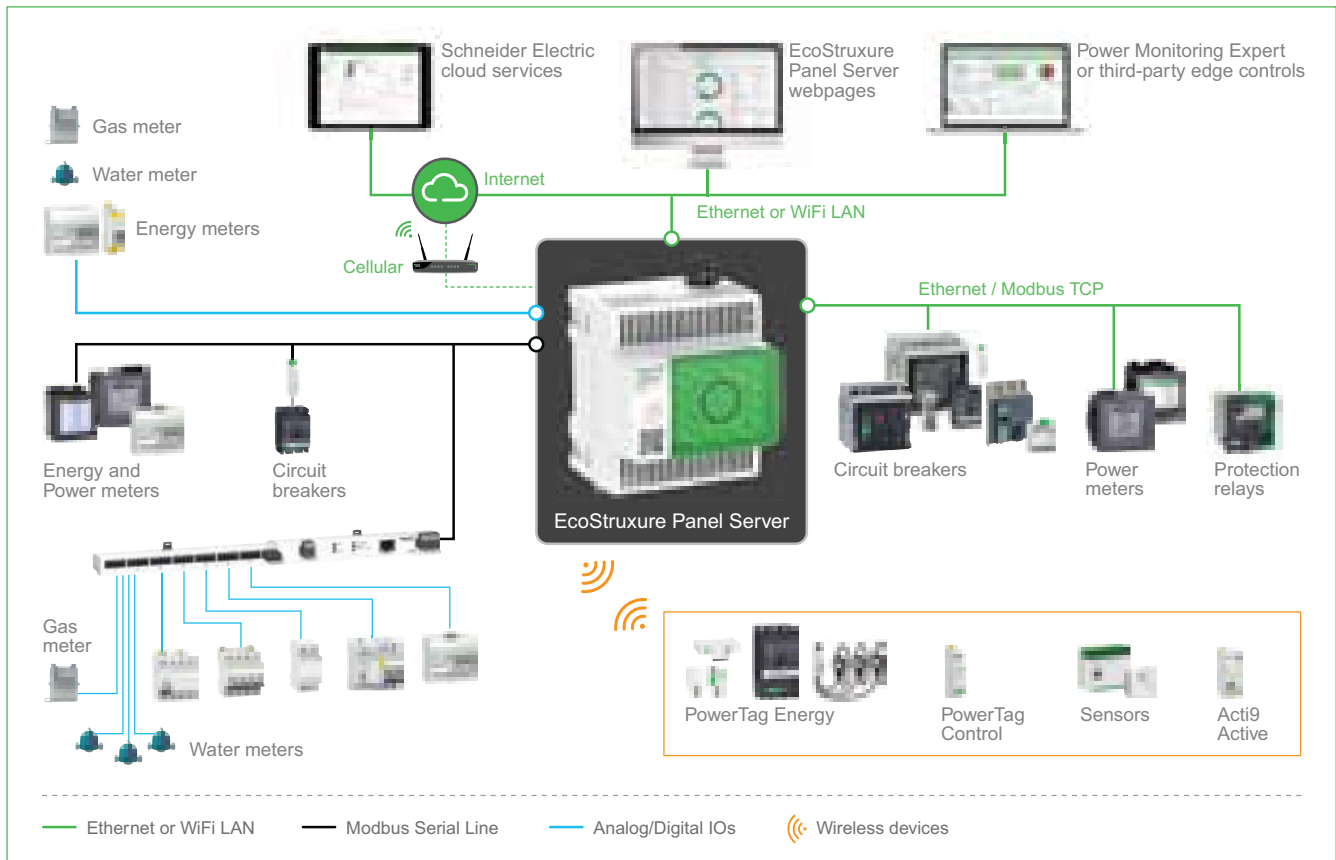 Schneider Electric
cloud services
EcoStruxure
Panel Server
webpages
Power Monitoring Expert
or third-party edge controls
Gas meter
Water meter
Energy meters
Internet
Ethernet or WiFi LAN
Cellular
Ethernet / Modbus TCP
Energy and
Power meters
Circuit
breakers
EcoStruxure Panel Server
Circuit breakers
Power
meters
Protection
relays
Gas
meter
Water meters
PowerTag Energy
PowerTag
Control
Sensors
Acti9
Active
Ethernet or WiFi LAN
Modbus Serial Line
Analog/Digital IOs
Wireless devices